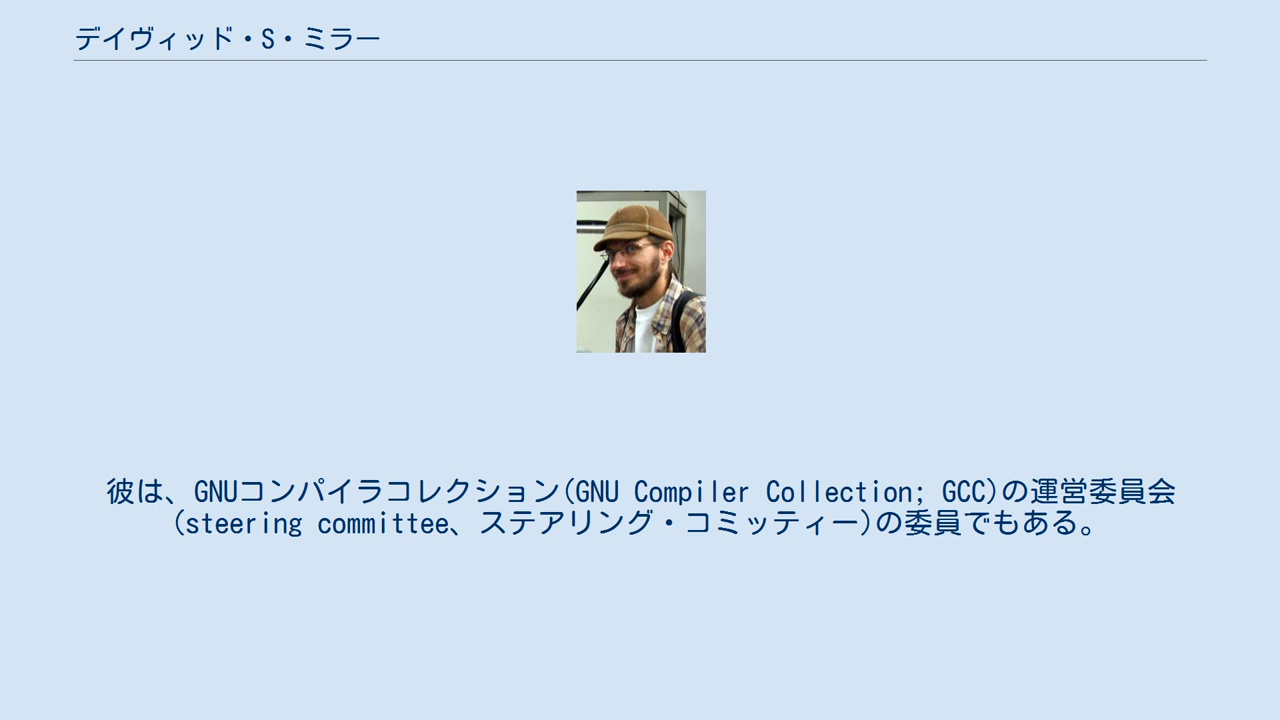 デイヴィッド・S・ミラー
彼は、GNUコンパイラコレクション(GNU Compiler Collection; GCC)の運営委員会
(steering committee、ステアリング・コミッティー)の委員でもある。